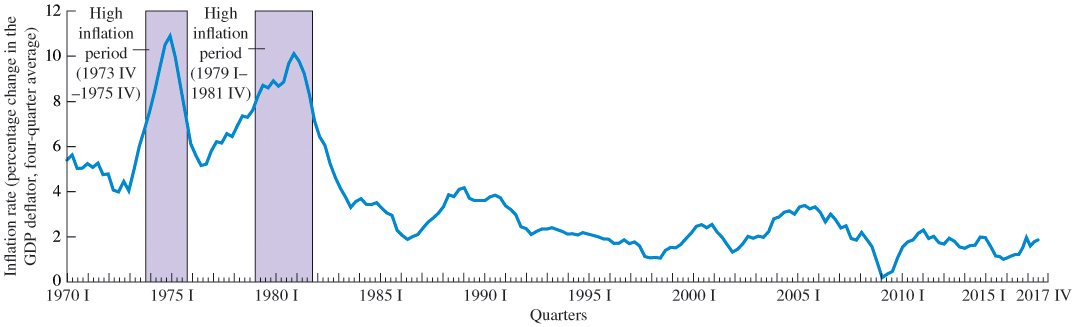 Inflation rate (percentage change in the
GDP deflator, four-quarter average)
12
10
8
6
4
2
0
High
inflation
period
(1973 IV
–1975 IV)
High
inflation
period
(1979 I–
1981 IV)
1970 I
1975 I
1980 I
1985 I
1990 I
1995 I
2000 I
2005 I
2010 I
2015 I
2017 IV
Quarters